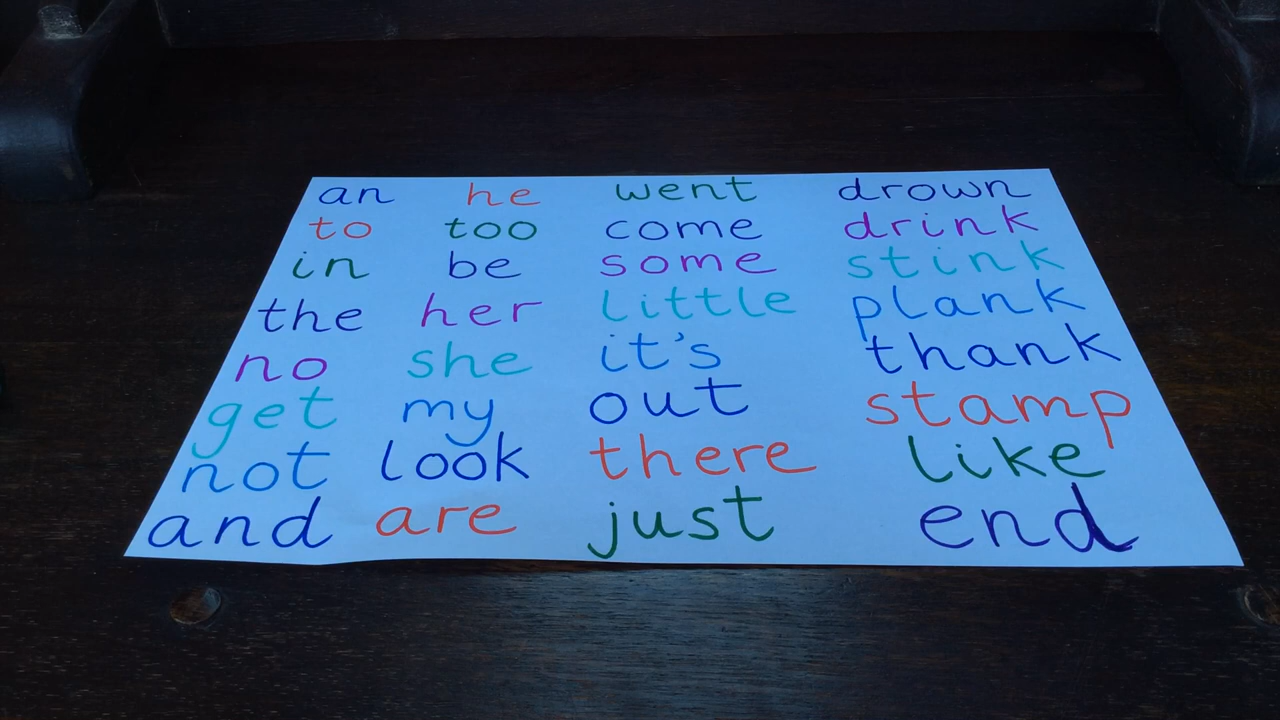 an he went drown
to too come drink
in be some stink
the her little plank
no she it's thank
get my out stamp
not look there like
and are just end